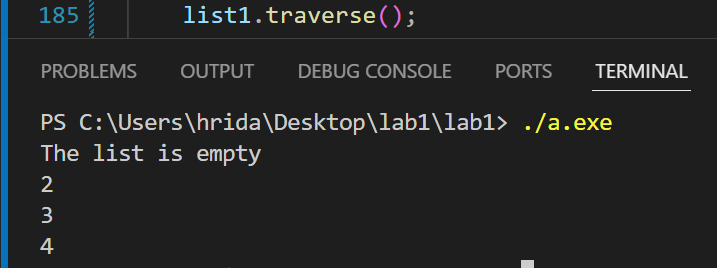 185 list1.traverse();
PROBLEMS OUTPUT DEBUG CONSOLE PORTS TERMINAL
PS C:\Users\hrida\Desktop\lab1\lab1> ./a.exe
The list is empty
2
3
4